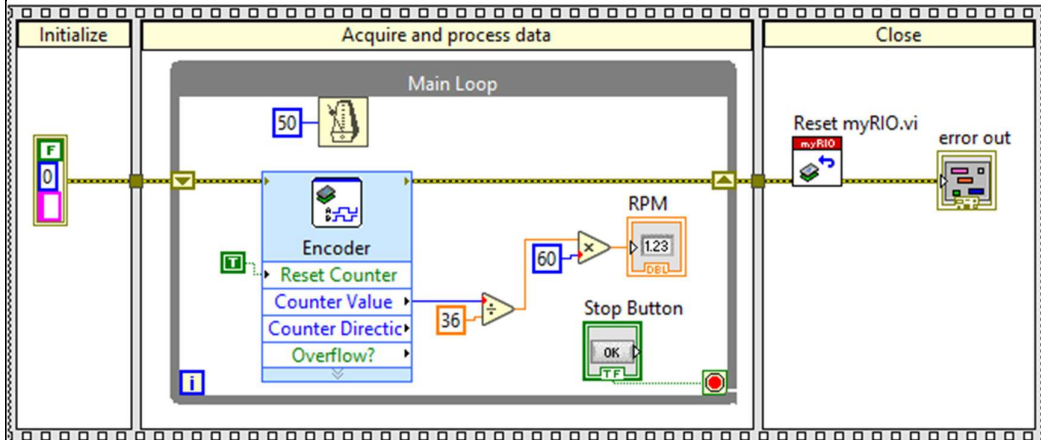 Initialize
Acquire and process data
Close
Main Loop
50
F
0
Reset myRIO.vi
myRIO
error out
RPM
1.23
DBL
60
Encoder
T
Reset Counter
Counter Value
Counter Directic
Overflow?
36
Stop Button
OK
TF
i